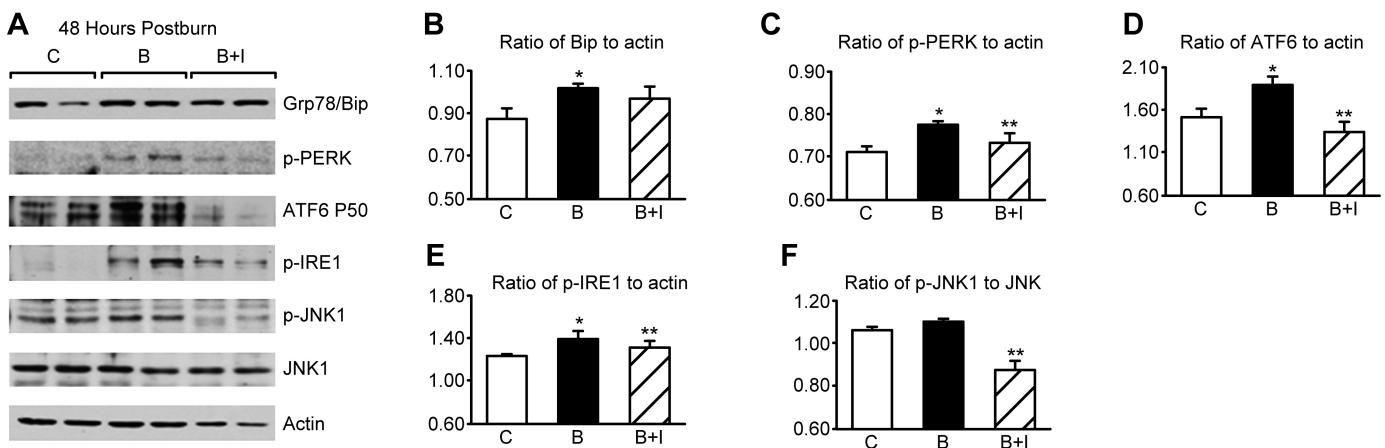 A
48 Hours Postburn
C B B+I
Grp78/Bip
p-PERK
ATF6 P50
p-IRE1
p-JNK1
JNK1
Actin
B
Ratio of Bip to actin
1.10
0.90
0.70
0.50
*
C B B+I
C
Ratio of p-PERK to actin
0.90
0.80
0.70
0.60
* **
C B B+I
D
Ratio of ATF6 to actin
2.10
1.60
1.10
0.60
* **
C B B+I
E
Ratio of p-IRE1 to actin
1.80
1.40
1.00
0.60
* **
C B B+I
F
Ratio of p-JNK1 to JNK
1.20
1.00
0.80
0.60
**
C B B+I